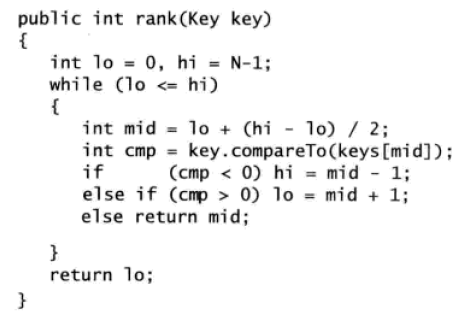 public int rank(Key key)
{
   int lo = 0, hi = N-1;
   while (lo <= hi)
   {
      int mid = lo + (hi - lo) / 2;
      int cmp = key.compareTo(keys[mid]);
      if      (cmp < 0) hi = mid - 1;
      else if (cmp > 0) lo = mid + 1;
      else return mid;
   }
   return lo;
}